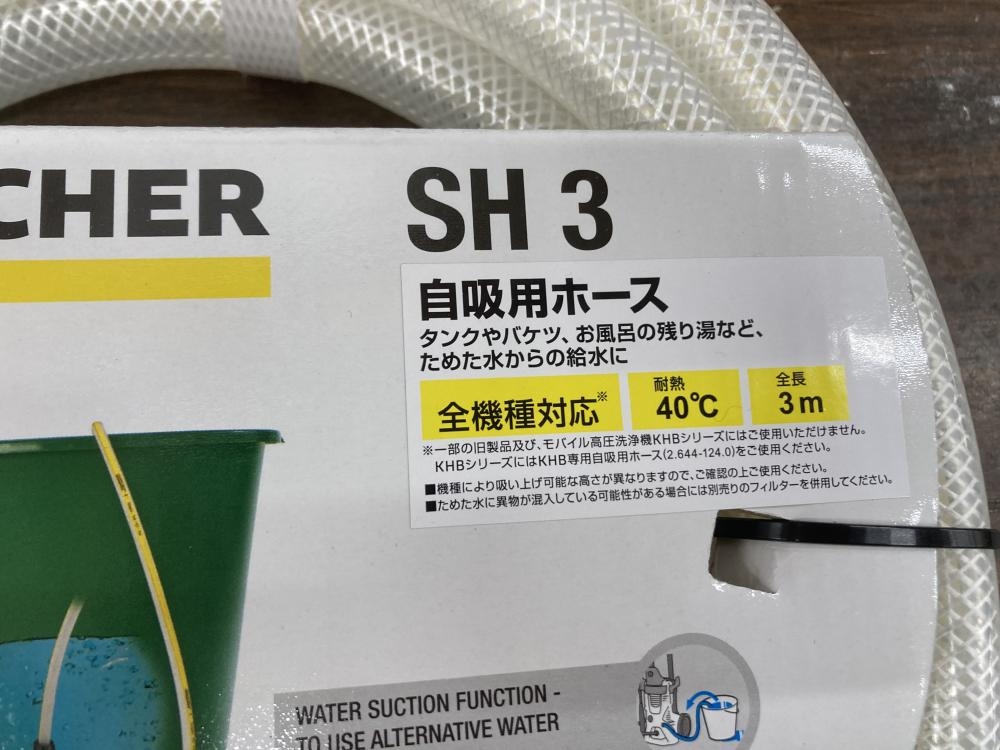 CHER
SH 3
自吸用ホース
タンクやバケツ、お風呂の残り湯など、
ためた水からの給水に
全機種対応※
耐熱
40℃
全長
3m
※一部の旧製品及び、モバイル高圧洗浄機KHBシリーズにはご使用いただけません。
KHBシリーズにはKHB専用自吸用ホース(2.644-124.0)をご使用ください。
■機種により吸い上げ可能な高さが異なりますので、ご確認の上ご使用ください。
■ためた水に異物が混入している可能性がある場合には別売りのフィルターを併用してください。
WATER SUCTION FUNCTION -
TO USE ALTERNATIVE WATER